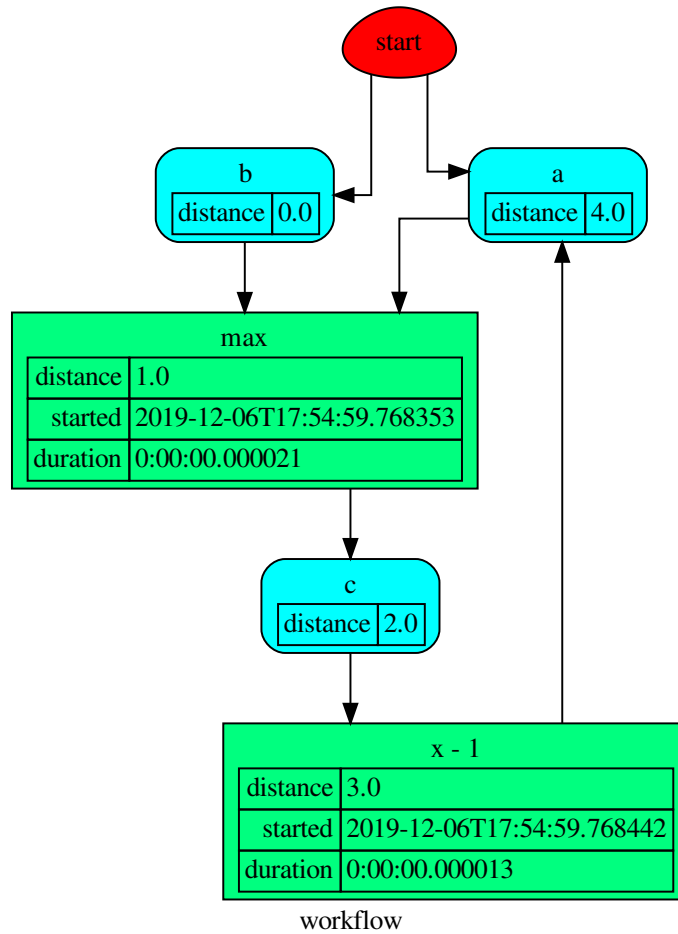 start
b
distance 0.0
a
distance 4.0
max
distance 1.0
started 2019-12-06T17:54:59.768353
duration 0:00:00.000021
c
distance 2.0
x - 1
distance 3.0
started 2019-12-06T17:54:59.768442
duration 0:00:00.000013
workflow